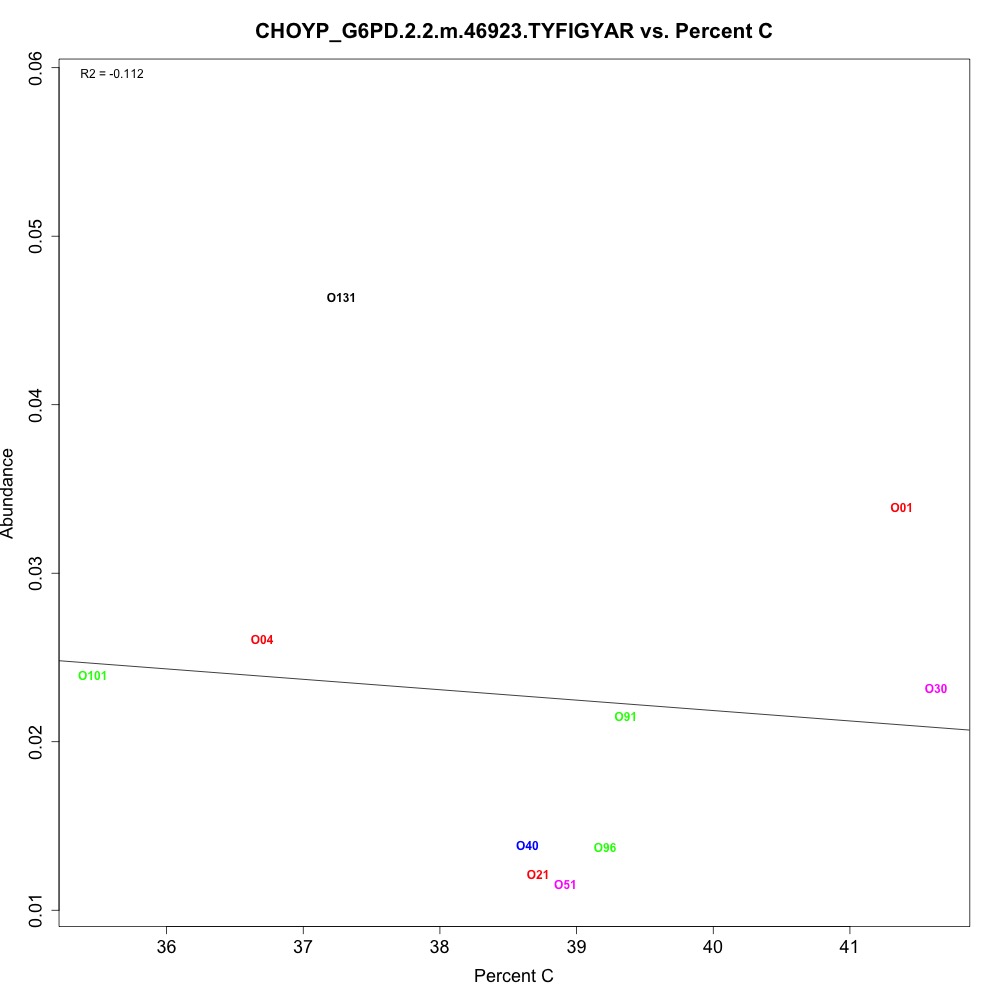 CHOYP_G6PD.2.2.m.46923.TYFIGYAR vs. Percent C
R2 = -0.112
0.06
0.05
O131
0.04
Abundance
O01
0.03
O04
O101
O30
O91
0.02
O40
O96
O21
O51
0.01
36 37 38 39 40 41
Percent C